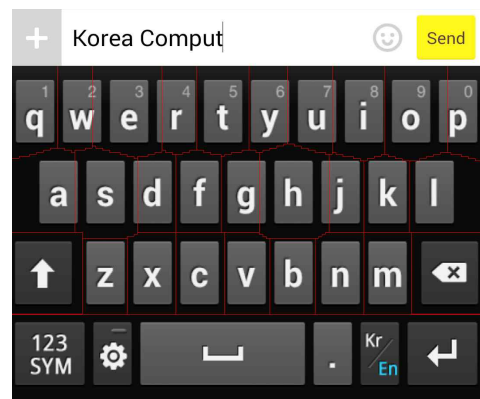 + Korea Comput Send
1 2 3 4 5 6 7 8 9 0
q w e r t y u i o p
a s d f g h j k l
z x c v b n m
123 Kr
SYM . En